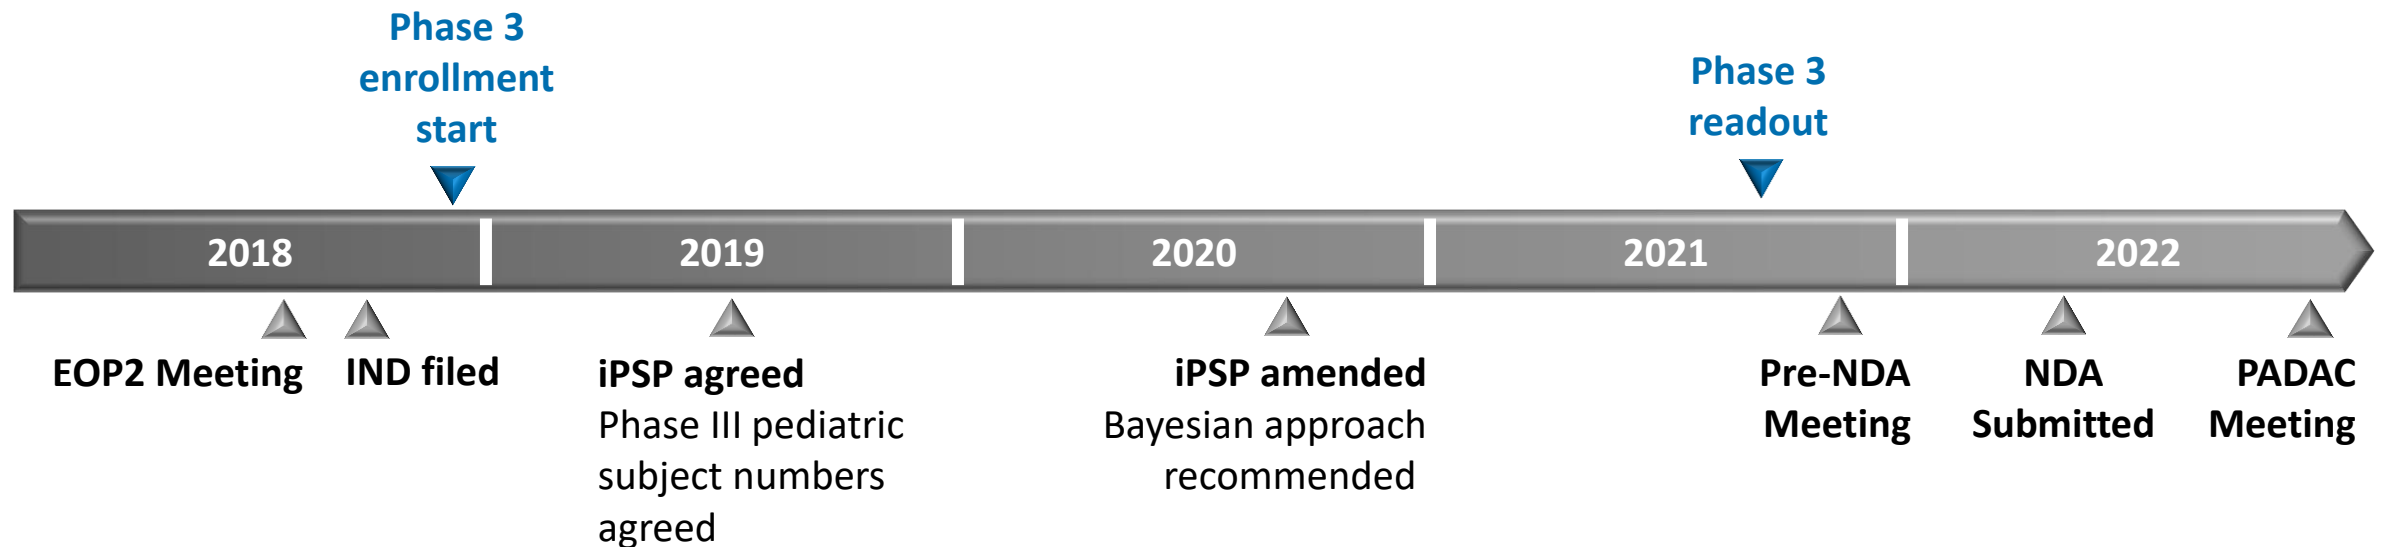 Phase 3
enrollment
start
Phase 3
readout
2018
2019
2020
2021
2022
EOP2 Meeting
IND filed
iPSP agreed
Phase III pediatric
subject numbers
agreed
iPSP amended
Bayesian approach
recommended
Pre-NDA
Meeting
NDA
Submitted
PADAC
Meeting